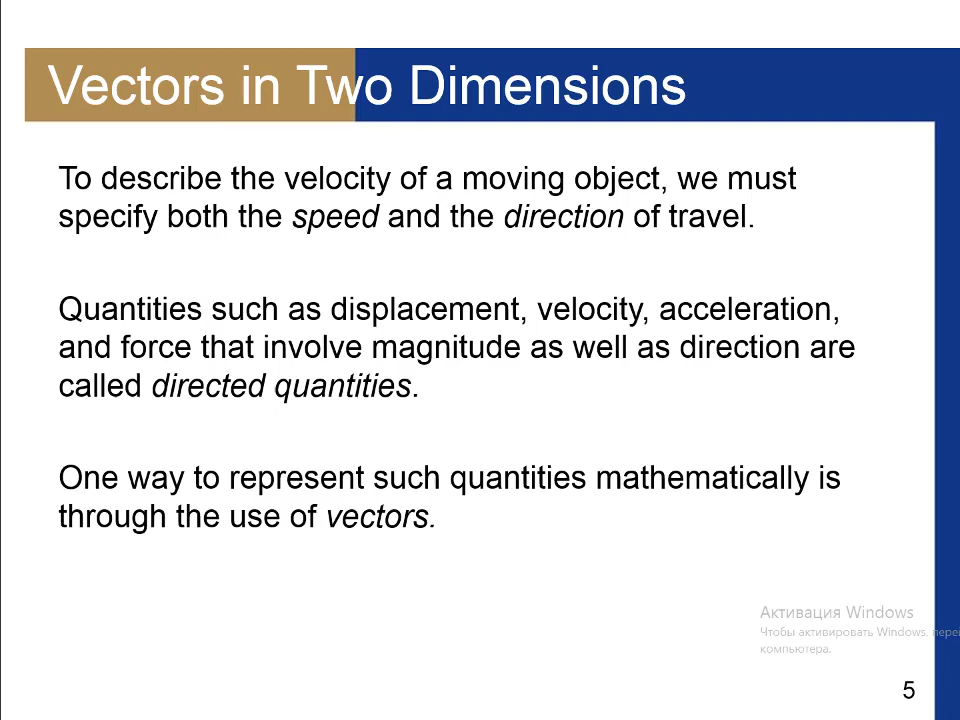 Vectors in Two Dimensions
To describe the velocity of a moving object, we must
specify both the speed and the direction of travel.
Quantities such as displacement, velocity, acceleration,
and force that involve magnitude as well as direction are
called directed quantities.
One way to represent such quantities mathematically is
through the use of vectors.
Активация Windows
Чтобы активировать Windows,
компьютера.
5